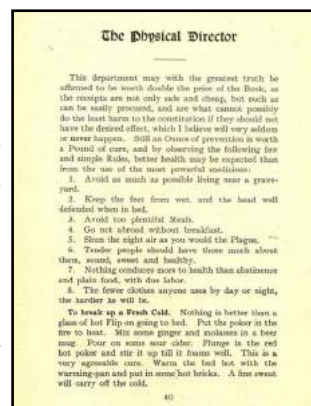 The Physical Director
This department may with the greatest truth be
affirmed to be worth double the price of the Book, as
the receipts are not only safe and cheap, but such as
can be easily procured, and are what cannot possibly
do the least harm to the constitution if they should not
have the desired effect, which I believe will very seldom
or never happen. Still an Ounce of prevention is worth
a Pound of cure, and by observing the following few
and simple Rules, better health may be expected than
from the use of the most powerful medicines:
1. Avoid as much as possible living near a grave-
yard.
2. Keep the feet from wet, and the head well
defended when in bed.
3. Avoid too plentiful Meals.
4. Go not abroad without breakfast.
5. Shun the night air as you would the Plague.
6. Tender people should have those much about
them, sound, sweet and healthy.
7. Nothing conduces more to health than abstinence
and plain food, with due labor.
8. The fewer clothes anyone uses by day or night,
the hardier he will be.
To break up a Fresh Cold. Nothing is better than a
glass of hot Flip on going to bed. Put the poker in the
fire to heat. Mix some ginger and molasses in a beer
mug. Pour on some sour cider. Plunge in the red
hot poker and stir it up till it foams well. This is a
very agreeable cure. Warm the bed hot with the
warming-pan and put in some hot bricks. A fine sweat
will carry off the cold.
40